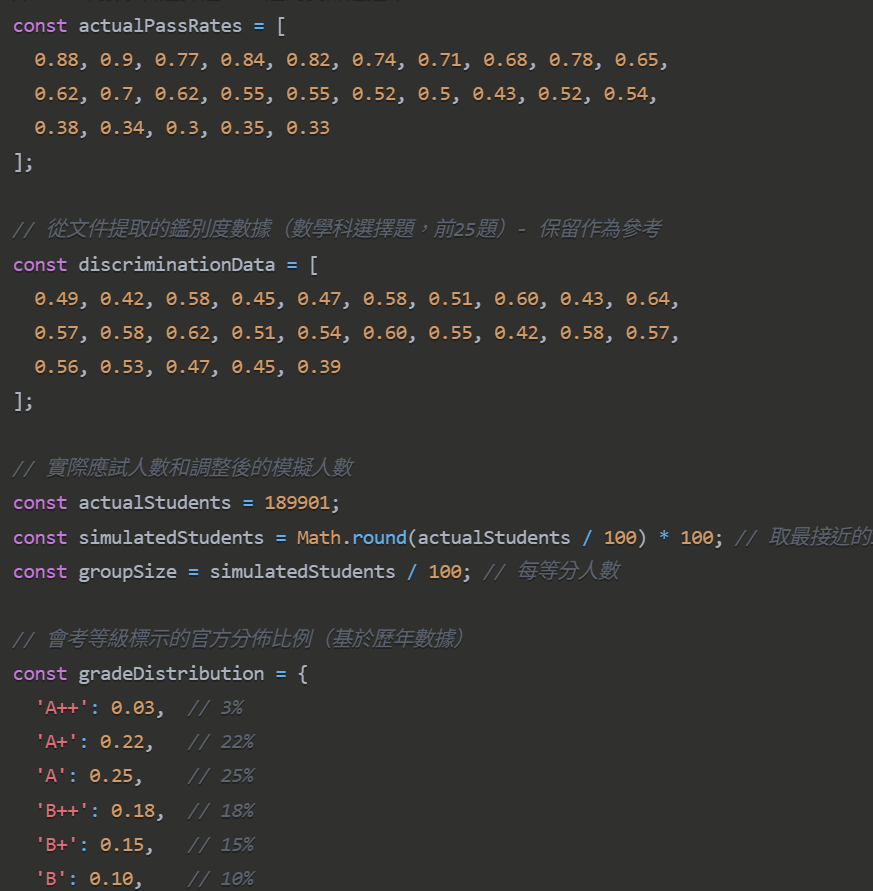 const actualPassRates = [
  0.88, 0.9, 0.77, 0.84, 0.82, 0.74, 0.71, 0.68, 0.78, 0.65,
  0.62, 0.7, 0.62, 0.55, 0.55, 0.52, 0.5, 0.43, 0.52, 0.54,
  0.38, 0.34, 0.3, 0.35, 0.33
];
// 從文件提取的鑑別度數據（數學科選擇題，前25題）- 保留作為參考
const discriminationData = [
  0.49, 0.42, 0.58, 0.45, 0.47, 0.58, 0.51, 0.60, 0.43, 0.64,
  0.57, 0.58, 0.62, 0.51, 0.54, 0.60, 0.55, 0.42, 0.58, 0.57,
  0.56, 0.53, 0.47, 0.45, 0.39
];
// 實際應試人數和調整後的模擬人數
const actualStudents = 189901;
const simulatedStudents = Math.round(actualStudents / 100) * 100; // 取最接近的
const groupSize = simulatedStudents / 100; // 每等分人數
// 會考等級標示的官方分佈比例（基於歷年數據）
const gradeDistribution = {
  'A++': 0.03,  // 3%
  'A+': 0.22,   // 22%
  'A': 0.25,    // 25%
  'B++': 0.18,  // 18%
  'B+': 0.15,   // 15%
  'B': 0.10,    // 10%